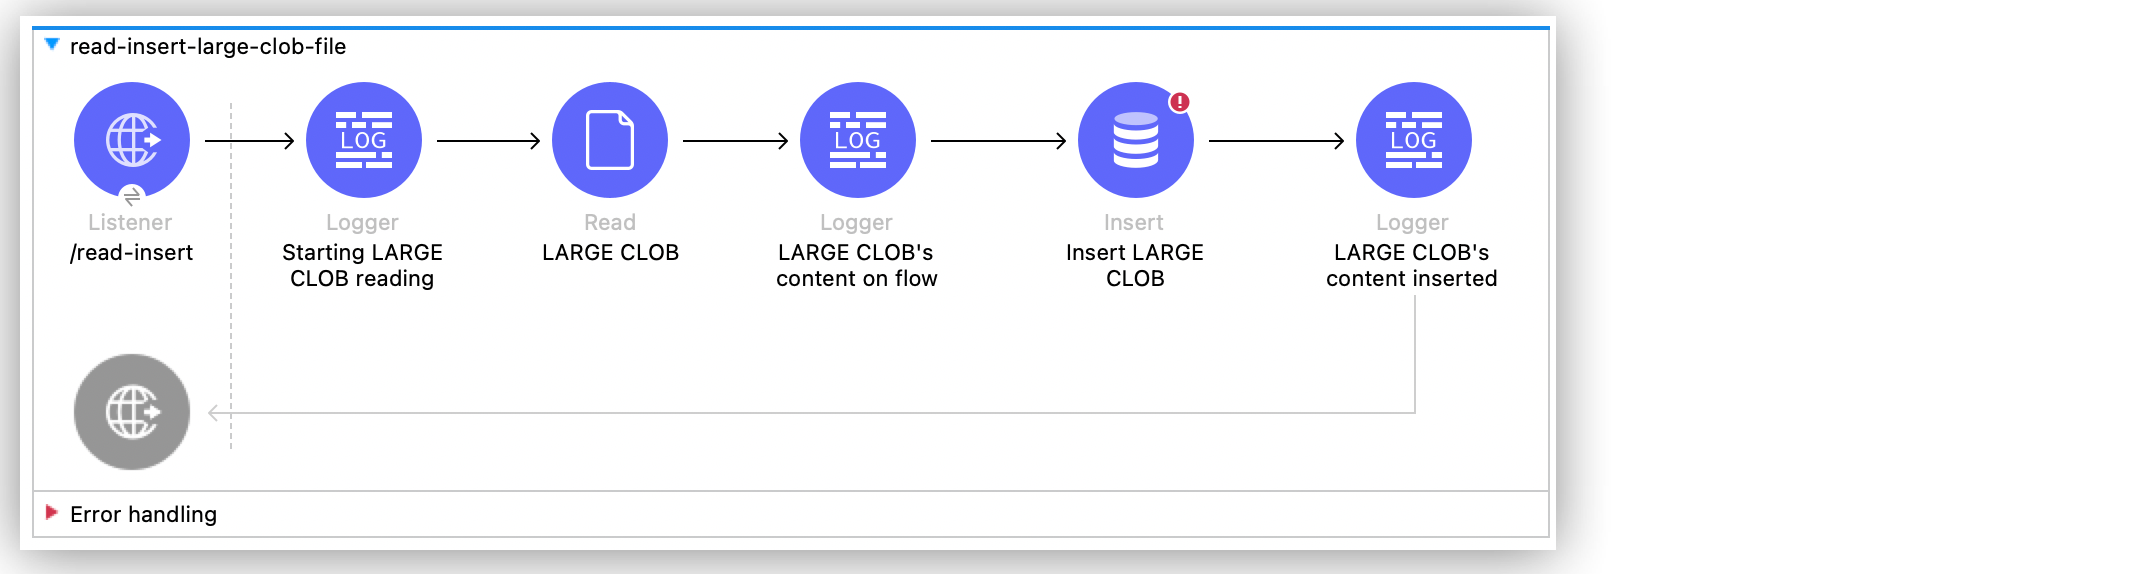 read-insert-large-clob-file
LOG
LOG
LOG
Listener
Logger
Read
Logger
Insert
Logger
/read-insert
Starting LARGE
CLOB reading
LARGE CLOB
LARGE CLOB's
content on flow
Insert LARGE
CLOB
LARGE CLOB's
content inserted
Error handling